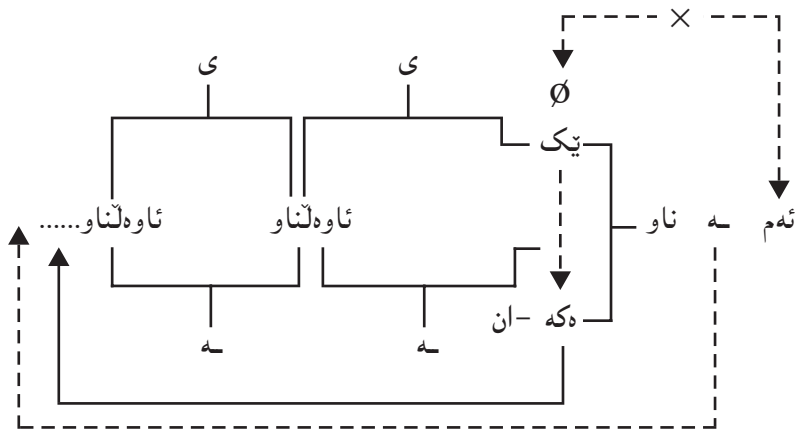 ×
ی ی
Ø
ێک
ئەم ـە ناو ئاوەڵناو ئاوەڵناو......
ەکە -ان
ـە ـە